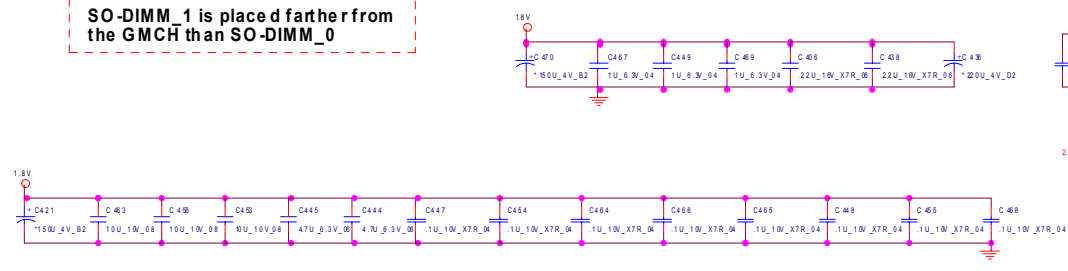 SO-DIMM_1 is placed farther from
the GMCH than SO-DIMM_0
1.8V
C470 C467 C449 C469 C406 C438 C436
*150U_4V_B2 1U_6.3V_04 1U_6.3V_04 1U_6.3V_04 .22U_16V_X7R_06 .22U_16V_X7R_06 *220U_4V_D2
2.
1.8V
C421 C463 C458 C453 C445 C444 C447 C454 C464 C466 C465 C448 C455 C468
*150U_4V_B2 10U_10V_08 10U_10V_08 10U_10V_08 47U_6.3V_06 4.7U_6.3V_06 .1U_10V_X7R_04 .1U_10V_X7R_04 .1U_10V_X7R_04 .1U_10V_X7R_04 .1U_10V_X7R_04 .1U_10V_X7R_04 .1U_10V_X7R_04 .1U_10V_X7R_04